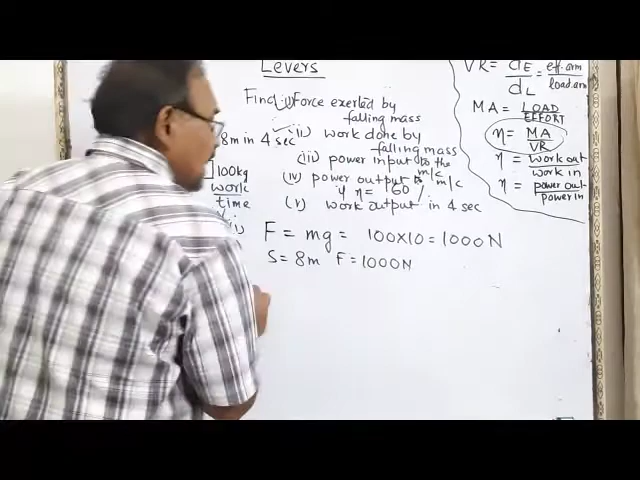 Levers
Find (i) Force exerted by
falling mass
8m in 4 sec
(ii) work done by
falling mass
(iii) power input to the
m/c
100kg
(iv) power output to m/c
if η = 60 %
work
time
(v) work output in 4 sec
F = mg = 100×10 = 1000N
S = 8m F = 1000N
VR = dE/dL = eff.arm/load.arm
MA = LOAD/EFFORT
η = MA/VR
η = work out/work in
η = power out/power in